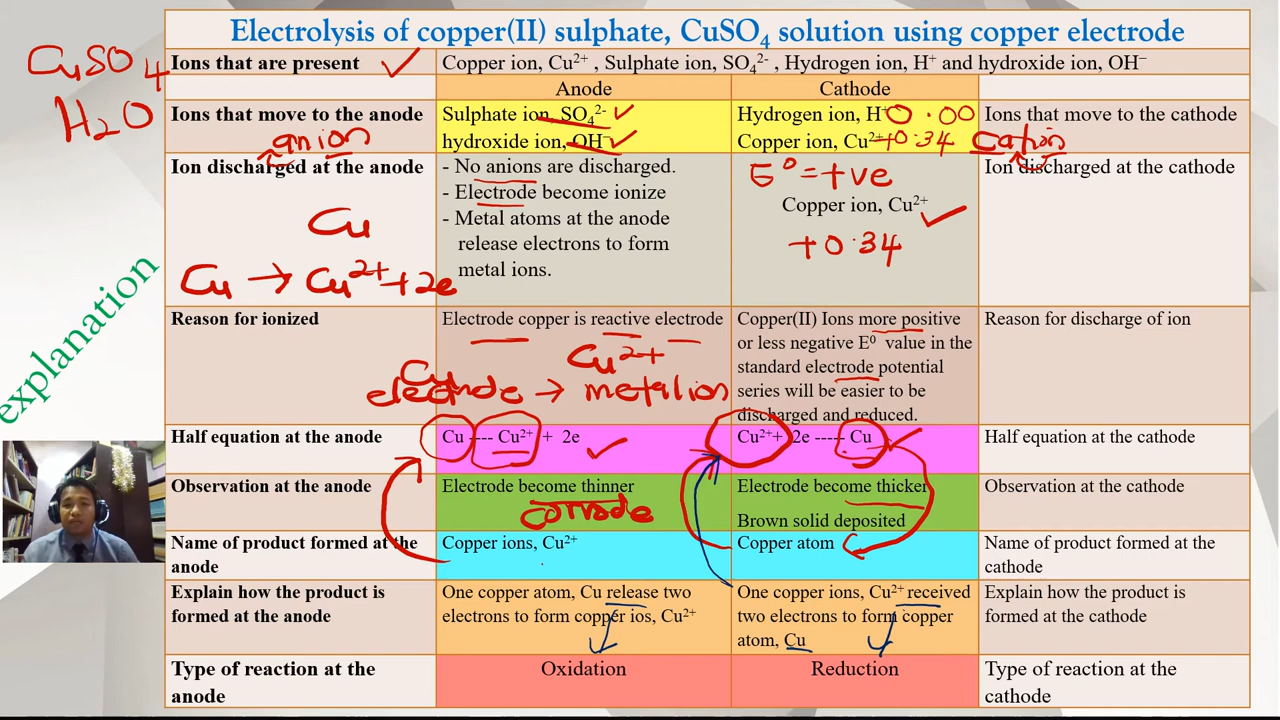 Electrolysis of copper(II) sulphate, CuSO4 solution using copper electrode
CuSO4
H2O
Ions that are present
Copper ion, Cu2+ , Sulphate ion, SO4 2- , Hydrogen ion, H+ and hydroxide ion, OH−
Anode
Cathode
Ions that move to the anode
anion
Sulphate ion, SO4 2-
hydroxide ion, OH−
Hydrogen ion, H+ 0.00
Copper ion, Cu2+ +0.34
Ions that move to the cathode
Cation
Ion discharged at the anode
Cu
Cu → Cu2+ + 2e
- No anions are discharged.
- Electrode become ionize
- Metal atoms at the anode
release electrons to form
metal ions.
E0 = +ve
Copper ion, Cu2+
+0.34
Ion discharged at the cathode
explanation
Reason for ionized
Electrode copper is reactive electrode
Cu Cu2+
electrode → metal ion
Copper(II) Ions more positive
or less negative E0 value in the
standard electrode potential
series will be easier to be
discharged and reduced.
Reason for discharge of ion
Half equation at the anode
Cu ---- Cu2+ + 2e
Cu2+ + 2e ----- Cu
Half equation at the cathode
Observation at the anode
Electrode become thinner
corrode
Electrode become thicker
Brown solid deposited
Observation at the cathode
Name of product formed at the
anode
Copper ions, Cu2+
Copper atom
Name of product formed at the
cathode
Explain how the product is
formed at the anode
One copper atom, Cu release two
electrons to form copper ios, Cu2+
One copper ions, Cu2+ received
two electrons to form copper
atom, Cu
Explain how the product is
formed at the cathode
Type of reaction at the
anode
Oxidation
Reduction
Type of reaction at the
cathode